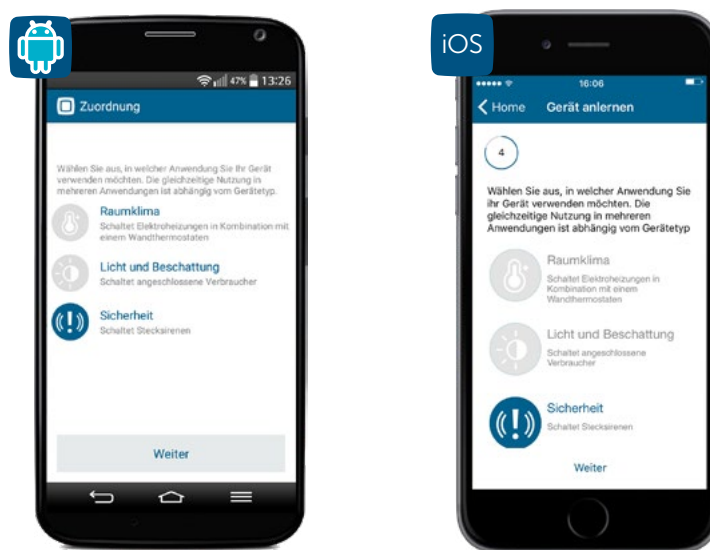 47% 13:26
Zuordnung
Wählen Sie aus, in welcher Anwendung Sie Ihr Gerät
verwenden möchten. Die gleichzeitige Nutzung in
mehreren Anwendungen ist abhängig vom Gerätetyp.
Raumklima
Schaltet Elektroheizungen in Kombination mit
einem Wandthermostaten
Licht und Beschattung
Schaltet angeschlossene Verbraucher
Sicherheit
Schaltet Stecksirenen
Weiter
iOS
16:06
Home Gerät anlernen
4
Wählen Sie aus, in welcher Anwendung Sie
ihr Gerät verwenden möchten. Die
gleichzeitige Nutzung in mehreren
Anwendungen ist abhängig vom Gerätetyp
Raumklima
Schaltet Elektroheizungen in
Kombination mit einem
Wandthermostaten
Licht und Beschattung
Schaltet angeschlossene
Verbraucher
Sicherheit
Schaltet Stecksirenen
Weiter